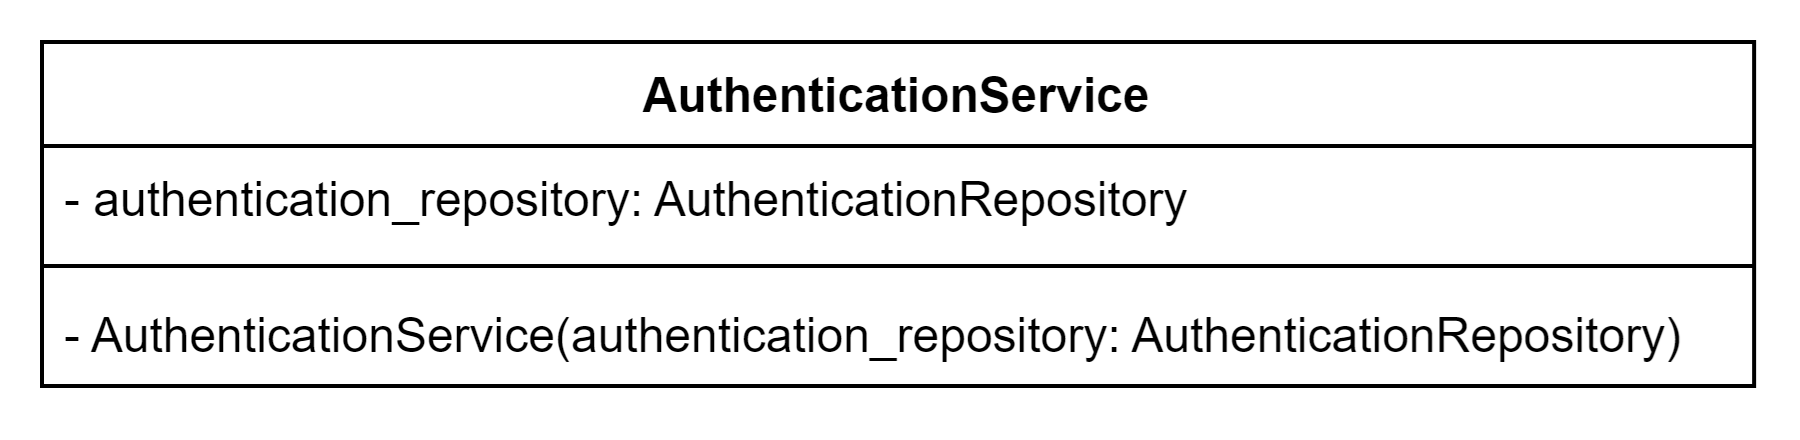 AuthenticationService
- authentication_repository: AuthenticationRepository
- AuthenticationService(authentication_repository: AuthenticationRepository)